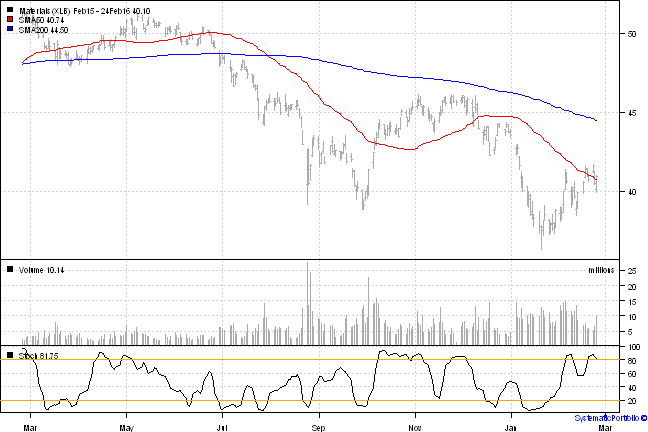 Materials (XLB) Feb15 - 24Feb16 40.10
SMA50 40.74
SMA200 44.50
50
45
40
Volume 10.14
millions
25
20
15
10
5
Stoch 81.75
100
80
60
40
20
Mar May Jul Sep Nov Jan Mar
SystematicPortfolio ©